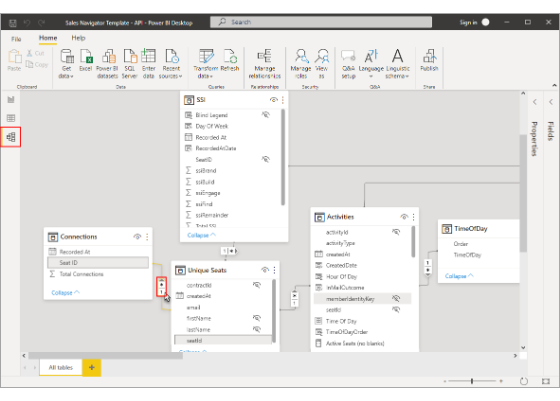 Sales Navigator Template - API - Power BI Desktop
Search
Sign in
File Home Help
Paste
Cut
Copy
Get data
Excel
Power BI datasets
SQL Server
Enter data
Recent sources
Transform data
Refresh
Manage relationships
Manage roles
View as
Q&A setup
Language
Linguistic schema
Publish
Clipboard Data Queries Relationships Security Q&A Share
SSI
Blind Legend
Day Of Week
Recorded At
RecordedAtDate
SeatID
ssiBrand
ssiBuild
ssiEngage
ssiFind
ssiRemainder
Total SSI
Collapse
Connections
Recorded At
Seat ID
Total Connections
Collapse
Unique Seats
contractId
createdAt
email
firstName
lastName
seatId
Collapse
Activities
activityId
activityType
createdAt
CreatedDate
Hour Of Day
InMailOutcome
memberIdentityKey
seatId
Time Of Day
TimeOfDayOrder
Active Seats (no blanks)
TimeOfDay
Order
TimeOfDay
Collapse
Properties
Fields
All tables